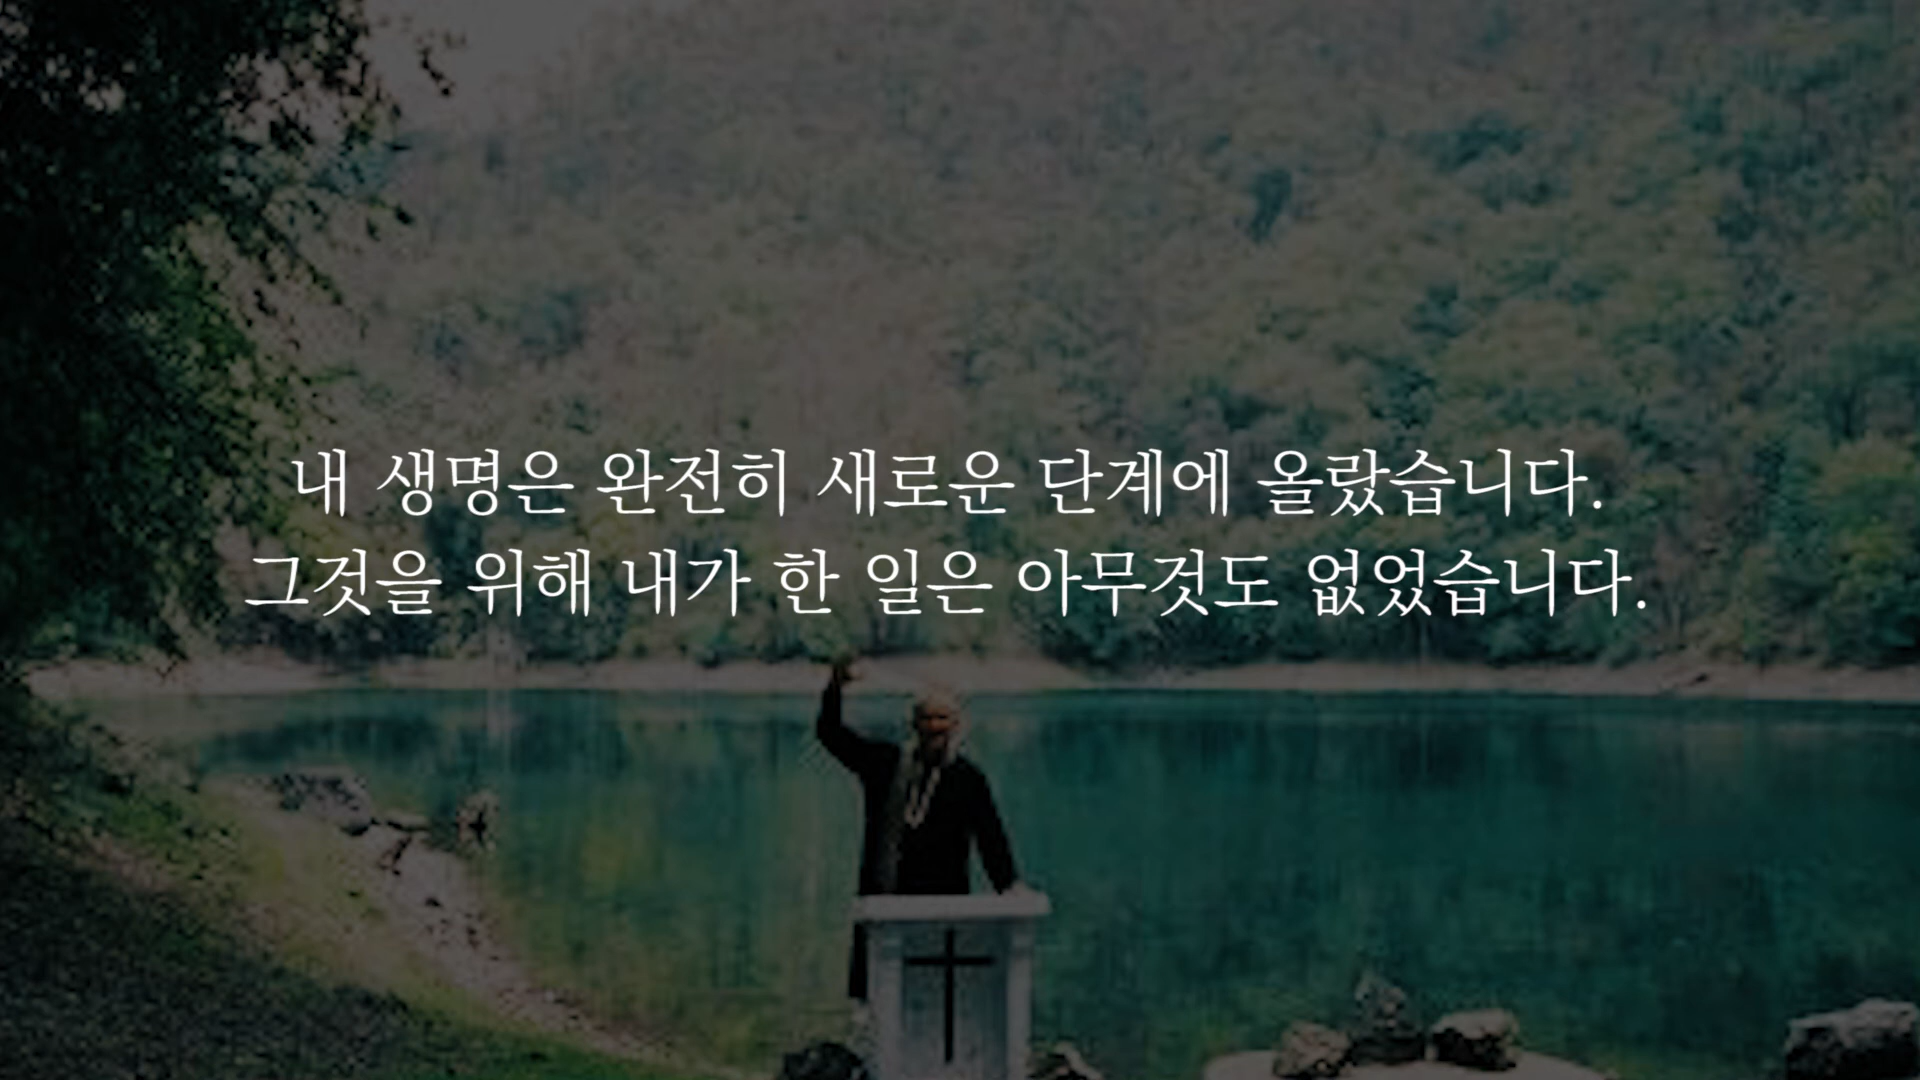 내 생명은 완전히 새로운 단계에 올랐습니다.
그것을 위해 내가 한 일은 아무것도 없었습니다.